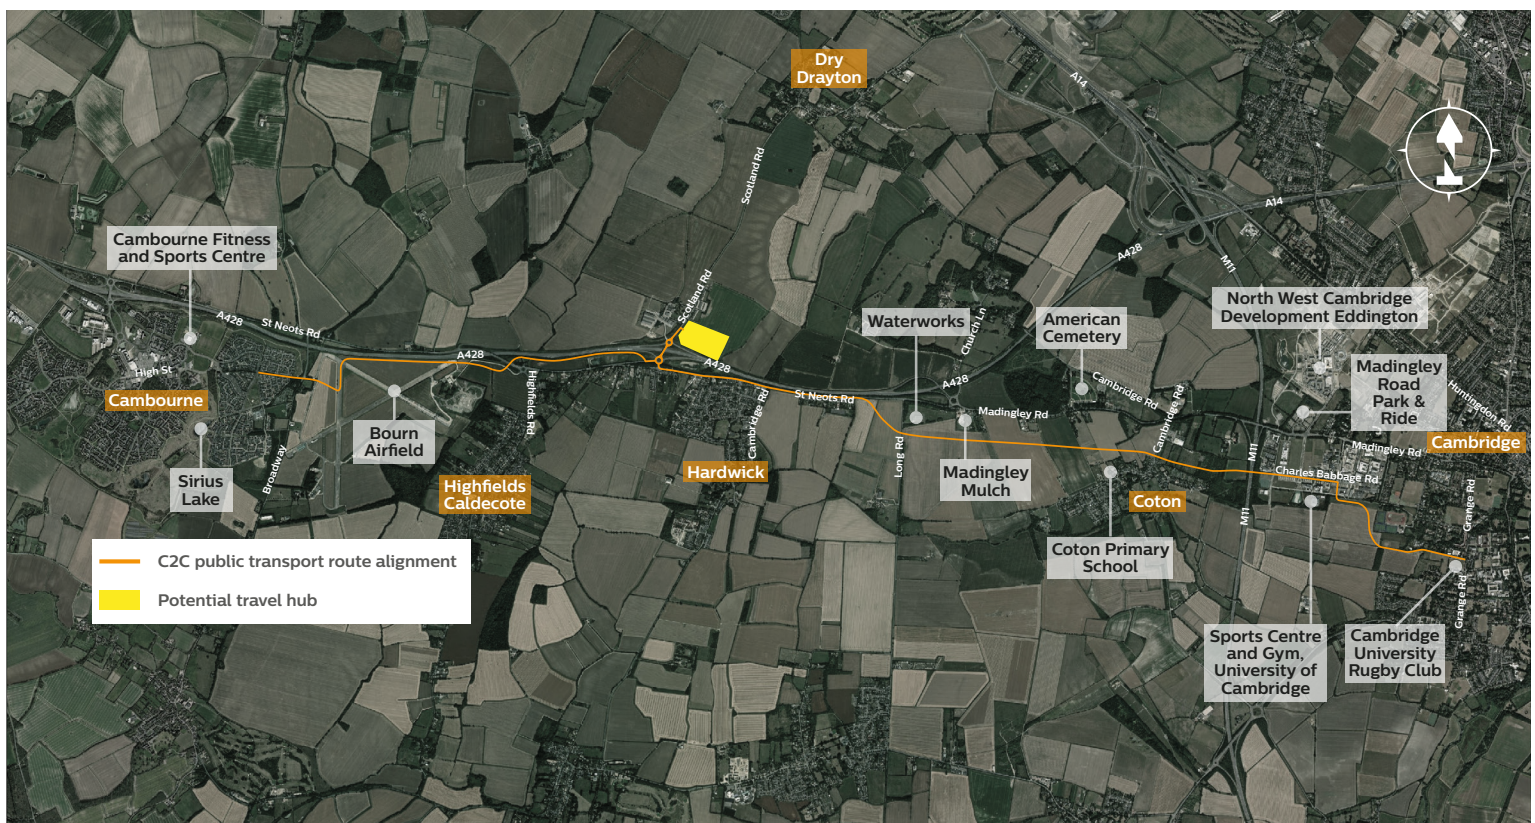 Dry
Drayton
A14
Scotland Rd
A14
Cambourne Fitness
and Sports Centre
A428
M11
Scotland Rd
North West Cambridge
Development Eddington
Waterworks
Church Ln
American
Cemetery
A428
St Neots Rd
A428
A428
High St
Cambourne
Highfields Rd
A428
St Neots Rd
Cambridge Rd
Madingley Rd
Cambridge Rd
Cambridge Rd
Madingley
Road
Park &
Ride
Huntingdon Rd
Cambridge
Madingley Rd
M11
Bourn
Airfield
Broadway
Sirius
Lake
Highfields
Caldecote
Hardwick
Long Rd
Madingley
Mulch
Coton
Charles Babbage Rd
Grange Rd
M11
Coton Primary
School
C2C public transport route alignment
Potential travel hub
Grange Rd
Sports Centre
and Gym,
University of
Cambridge
Cambridge
University
Rugby Club